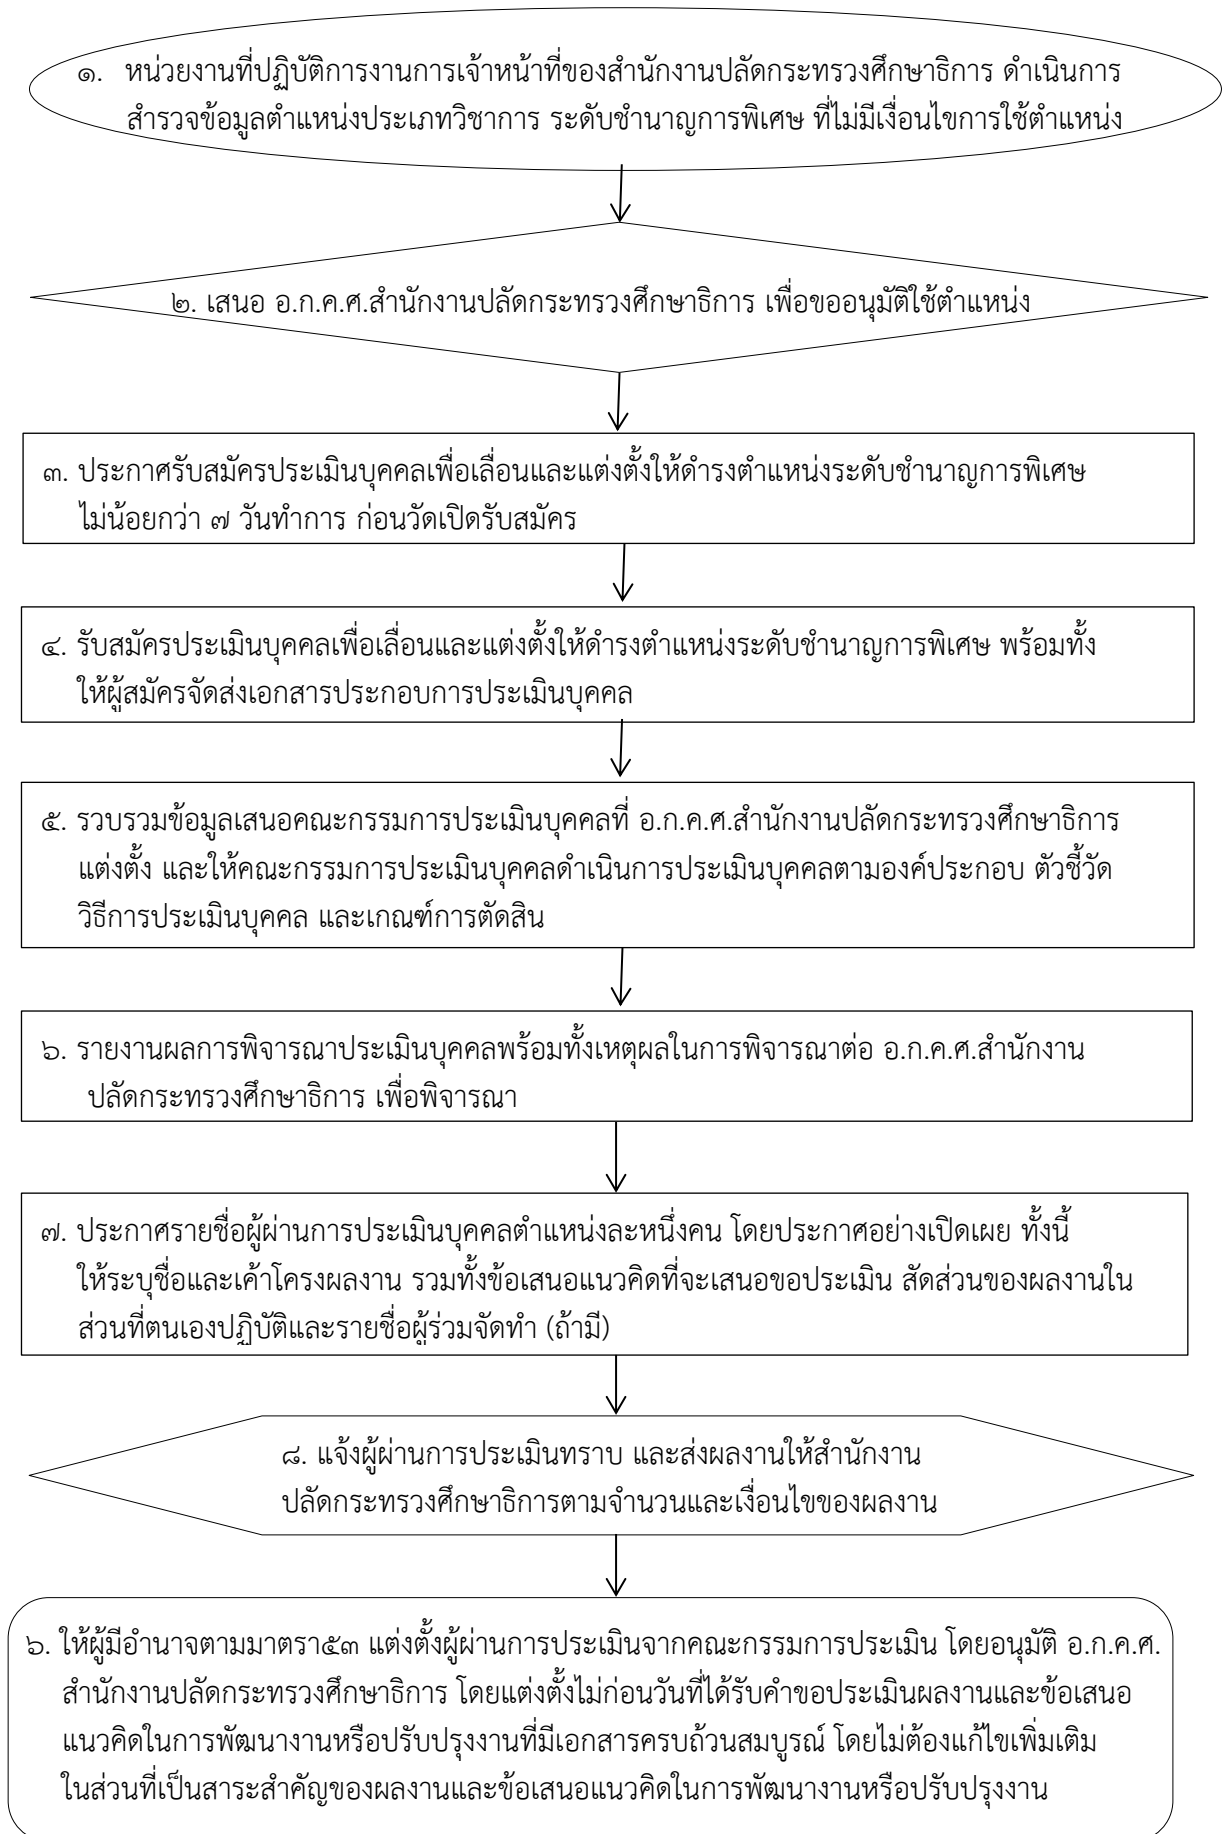 ๑. หน่วยงานที่ปฏิบัติการงานการเจ้าหน้าที่ของสำนักงานปลัดกระทรวงศึกษาธิการ ดำเนินการ
สำรวจข้อมูลตำแหน่งประเภทวิชาการ ระดับชำนาญการพิเศษ ที่ไม่มีเงื่อนไขการใช้ตำแหน่ง
๒. เสนอ อ.ก.ค.ศ.สำนักงานปลัดกระทรวงศึกษาธิการ เพื่อขออนุมัติใช้ตำแหน่ง
๓. ประกาศรับสมัครประเมินบุคคลเพื่อเลื่อนและแต่งตั้งให้ดำรงตำแหน่งระดับชำนาญการพิเศษ
ไม่น้อยกว่า ๗ วันทำการ ก่อนวัดเปิดรับสมัคร
๔. รับสมัครประเมินบุคคลเพื่อเลื่อนและแต่งตั้งให้ดำรงตำแหน่งระดับชำนาญการพิเศษ พร้อมทั้ง
ให้ผู้สมัครจัดส่งเอกสารประกอบการประเมินบุคคล
๕. รวบรวมข้อมูลเสนอคณะกรรมการประเมินบุคคลที่ อ.ก.ค.ศ.สำนักงานปลัดกระทรวงศึกษาธิการ
แต่งตั้ง และให้คณะกรรมการประเมินบุคคลดำเนินการประเมินบุคคลตามองค์ประกอบ ตัวชี้วัด
วิธีการประเมินบุคคล และเกณฑ์การตัดสิน
๖. รายงานผลการพิจารณาประเมินบุคคลพร้อมทั้งเหตุผลในการพิจารณาต่อ อ.ก.ค.ศ.สำนักงาน
ปลัดกระทรวงศึกษาธิการ เพื่อพิจารณา
๗. ประกาศรายชื่อผู้ผ่านการประเมินบุคคลตำแหน่งละหนึ่งคน โดยประกาศอย่างเปิดเผย ทั้งนี้
ให้ระบุชื่อและเค้าโครงผลงาน รวมทั้งข้อเสนอแนวคิดที่จะเสนอขอประเมิน สัดส่วนของผลงานใน
ส่วนที่ตนเองปฏิบัติและรายชื่อผู้ร่วมจัดทำ (ถ้ามี)
๘. แจ้งผู้ผ่านการประเมินทราบ และส่งผลงานให้สำนักงาน
ปลัดกระทรวงศึกษาธิการตามจำนวนและเงื่อนไขของผลงาน
๖. ให้ผู้มีอำนาจตามมาตรา๕๓ แต่งตั้งผู้ผ่านการประเมินจากคณะกรรมการประเมิน โดยอนุมัติ อ.ก.ค.ศ.
สำนักงานปลัดกระทรวงศึกษาธิการ โดยแต่งตั้งไม่ก่อนวันที่ได้รับคำขอประเมินผลงานและข้อเสนอ
แนวคิดในการพัฒนางานหรือปรับปรุงงานที่มีเอกสารครบถ้วนสมบูรณ์ โดยไม่ต้องแก้ไขเพิ่มเติม
ในส่วนที่เป็นสาระสำคัญของผลงานและข้อเสนอแนวคิดในการพัฒนางานหรือปรับปรุงงาน